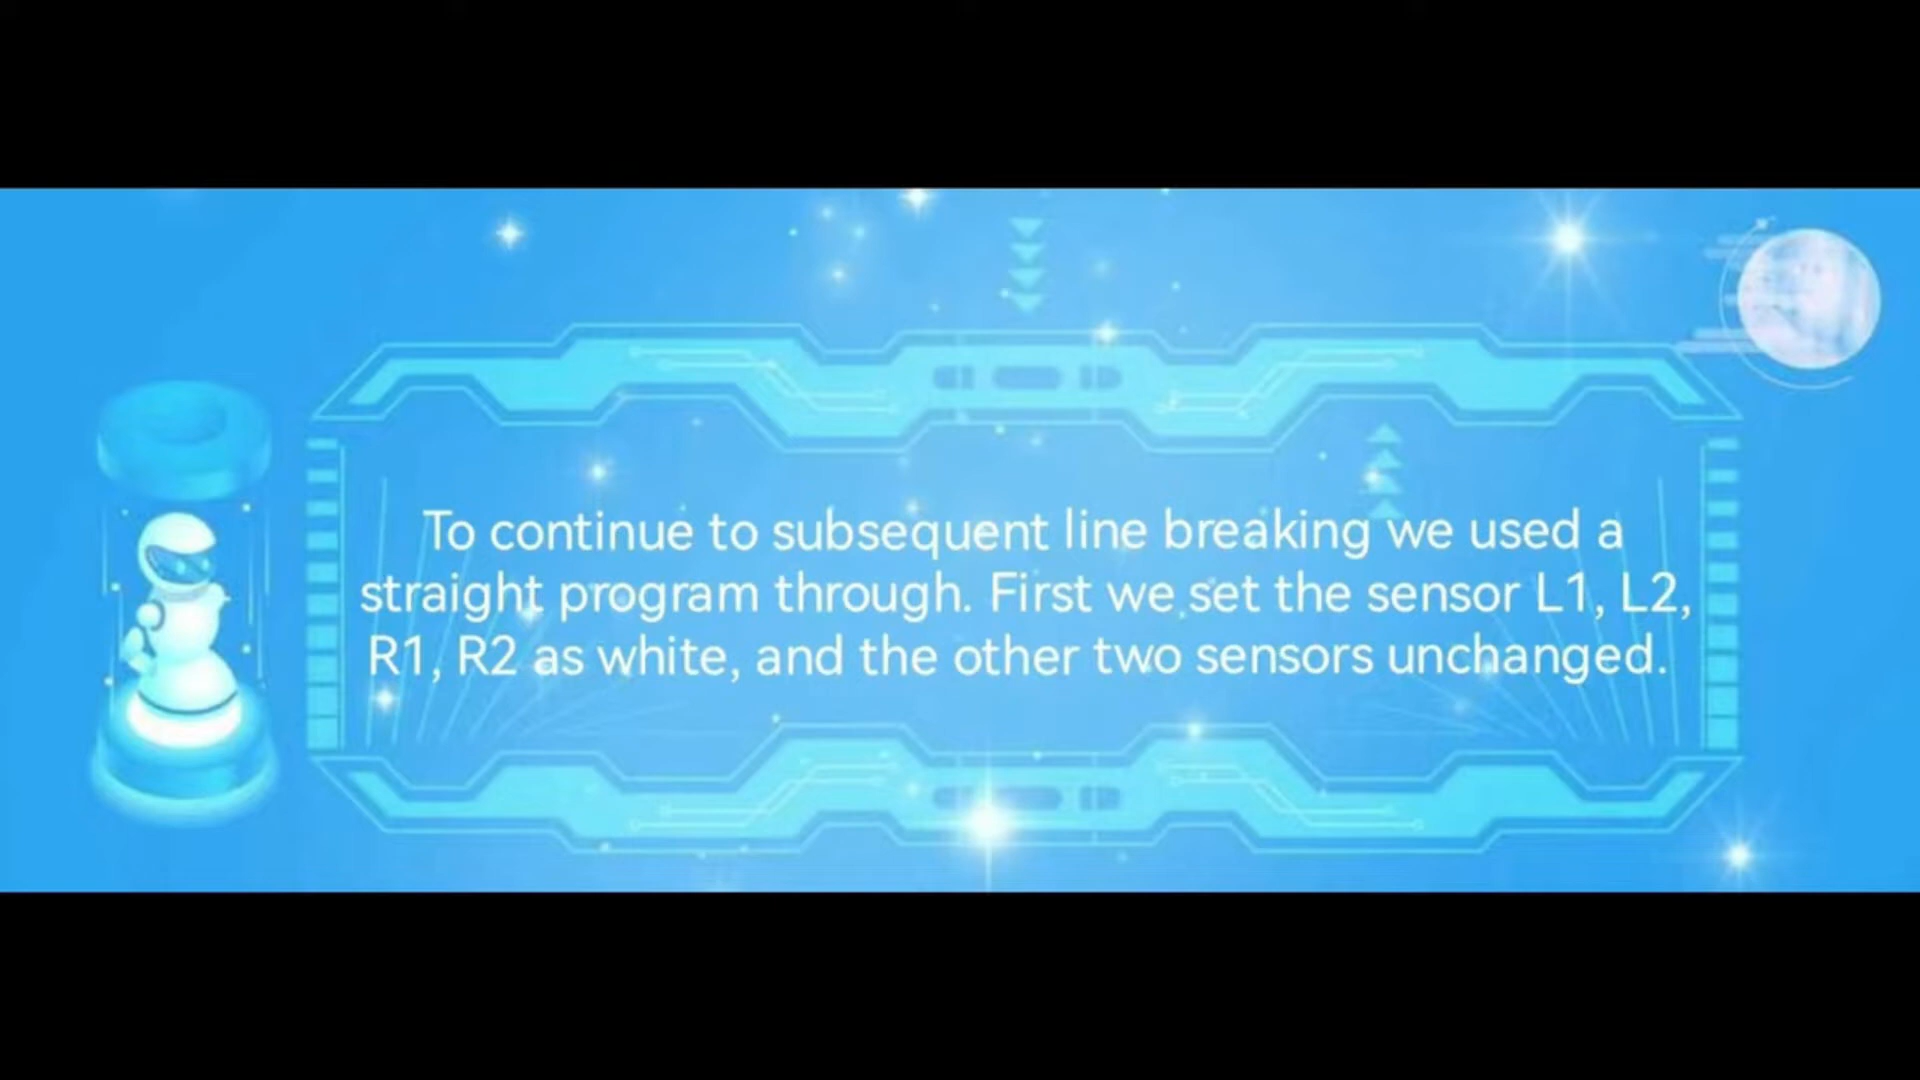 To continue to subsequent line breaking we used a
straight program through. First we set the sensor L1, L2,
R1, R2 as white, and the other two sensors unchanged.